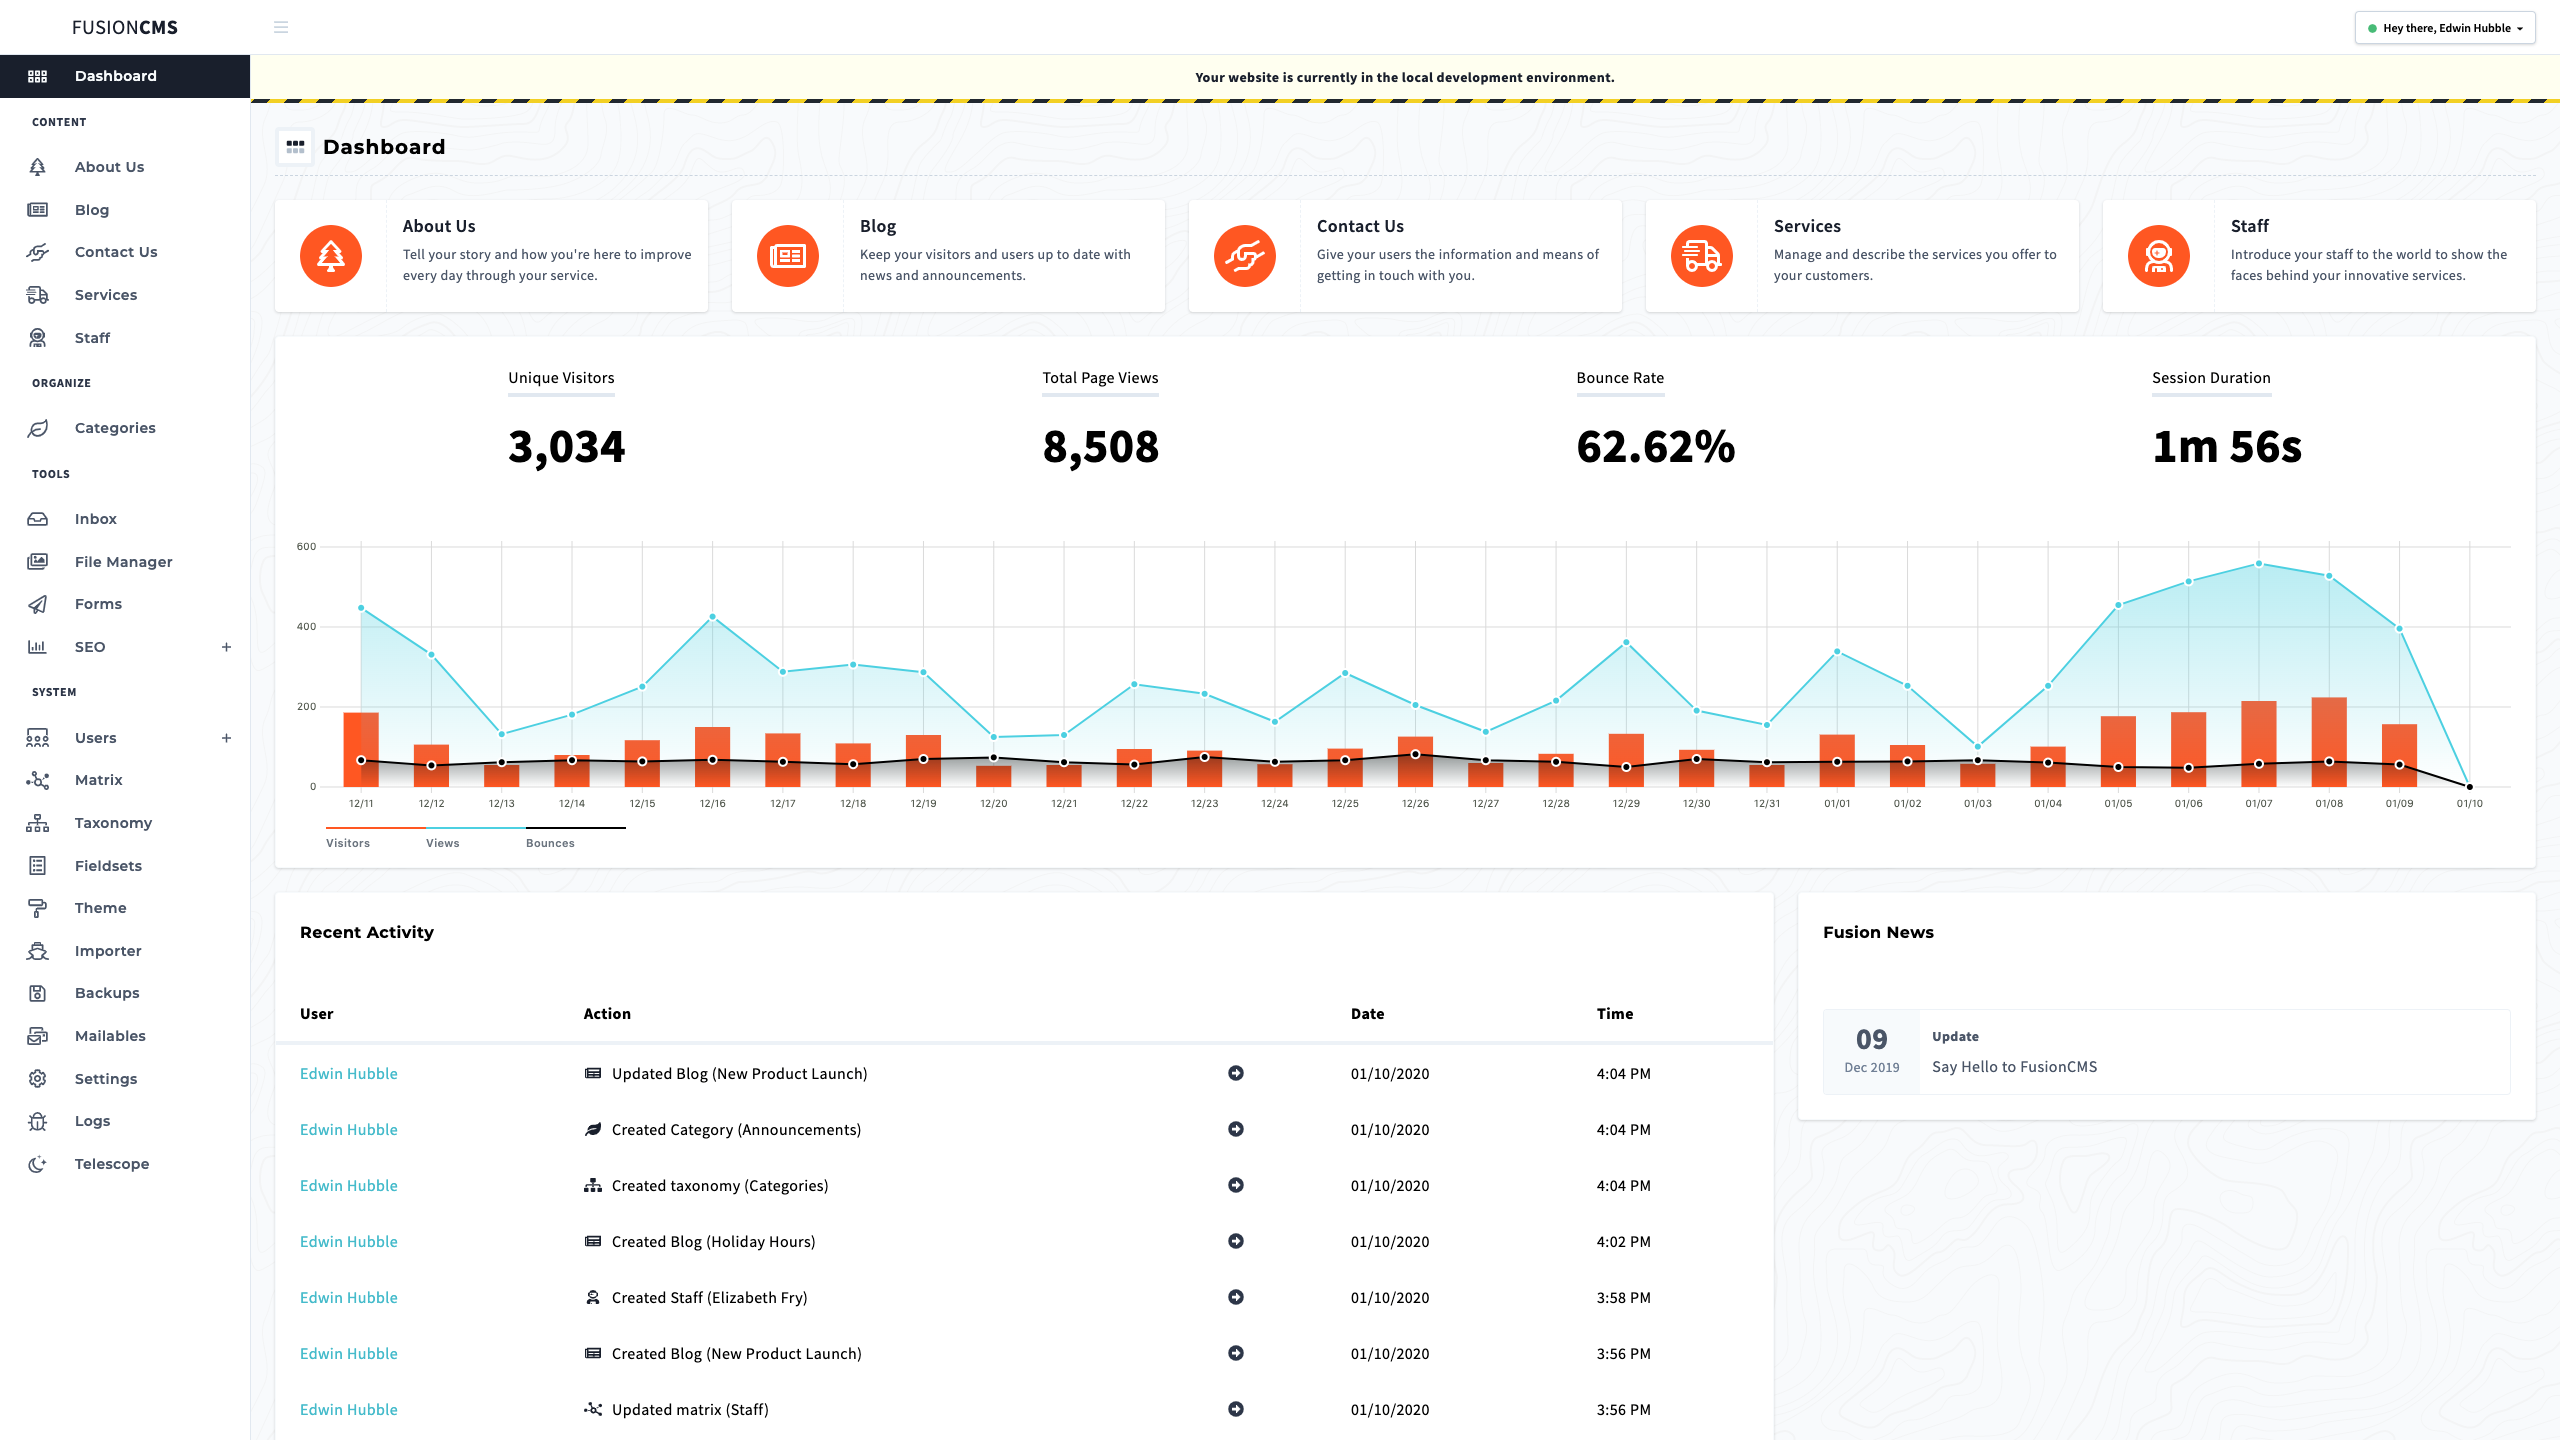 FUSIONCMS
Hey there, Edwin Hubble
Dashboard
CONTENT
About Us
Blog
Contact Us
Services
Staff
ORGANIZE
Categories
TOOLS
Inbox
File Manager
Forms
SEO +
SYSTEM
Users +
Matrix
Taxonomy
Fieldsets
Theme
Importer
Backups
Mailables
Settings
Logs
Telescope
Your website is currently in the local development environment.
Dashboard
About Us
Tell your story and how you're here to improve
every day through your service.
Blog
Keep your visitors and users up to date with
news and announcements.
Contact Us
Give your users the information and means of
getting in touch with you.
Services
Manage and describe the services you offer to
your customers.
Staff
Introduce your staff to the world to show the
faces behind your innovative services.
Unique Visitors
3,034
Total Page Views
8,508
Bounce Rate
62.62%
Session Duration
1m 56s
600
400
200
0
12/11 12/12 12/13 12/14 12/15 12/16 12/17 12/18 12/19 12/20 12/21 12/22 12/23 12/24 12/25 12/26 12/27 12/28 12/29 12/30 12/31 01/01 01/02 01/03 01/04 01/05 01/06 01/07 01/08 01/09 01/10
Visitors Views Bounces
Recent Activity
User Action Date Time
Edwin Hubble Updated Blog (New Product Launch) 01/10/2020 4:04 PM
Edwin Hubble Created Category (Announcements) 01/10/2020 4:04 PM
Edwin Hubble Created taxonomy (Categories) 01/10/2020 4:04 PM
Edwin Hubble Created Blog (Holiday Hours) 01/10/2020 4:02 PM
Edwin Hubble Created Staff (Elizabeth Fry) 01/10/2020 3:58 PM
Edwin Hubble Created Blog (New Product Launch) 01/10/2020 3:56 PM
Edwin Hubble Updated matrix (Staff) 01/10/2020 3:56 PM
Fusion News
09
Dec 2019
Update
Say Hello to FusionCMS